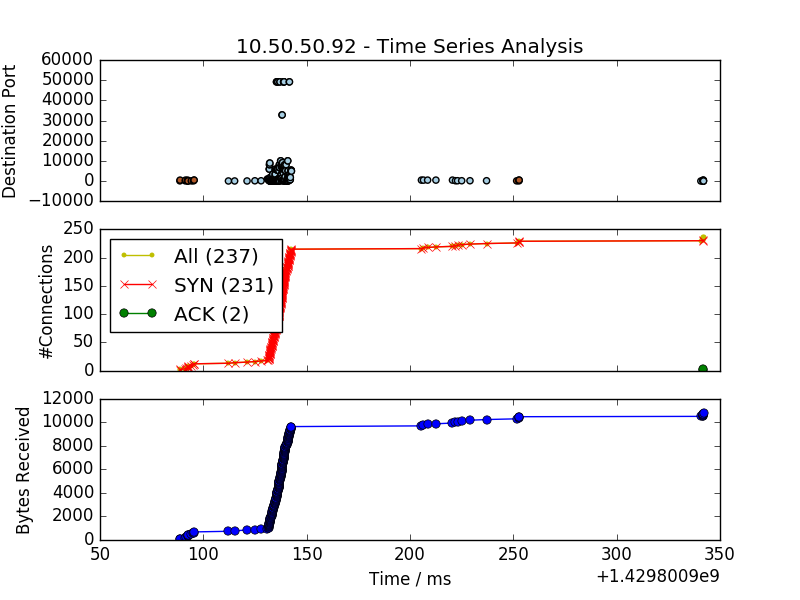 10.50.50.92 - Time Series Analysis
Destination Port
60000
50000
40000
30000
20000
10000
0
−10000
#Connections
250
200
150
100
50
0
All (237)
SYN (231)
ACK (2)
Bytes Received
12000
10000
8000
6000
4000
2000
0
50 100 150 200 250 300 350
Time / ms
+1.4298009e9